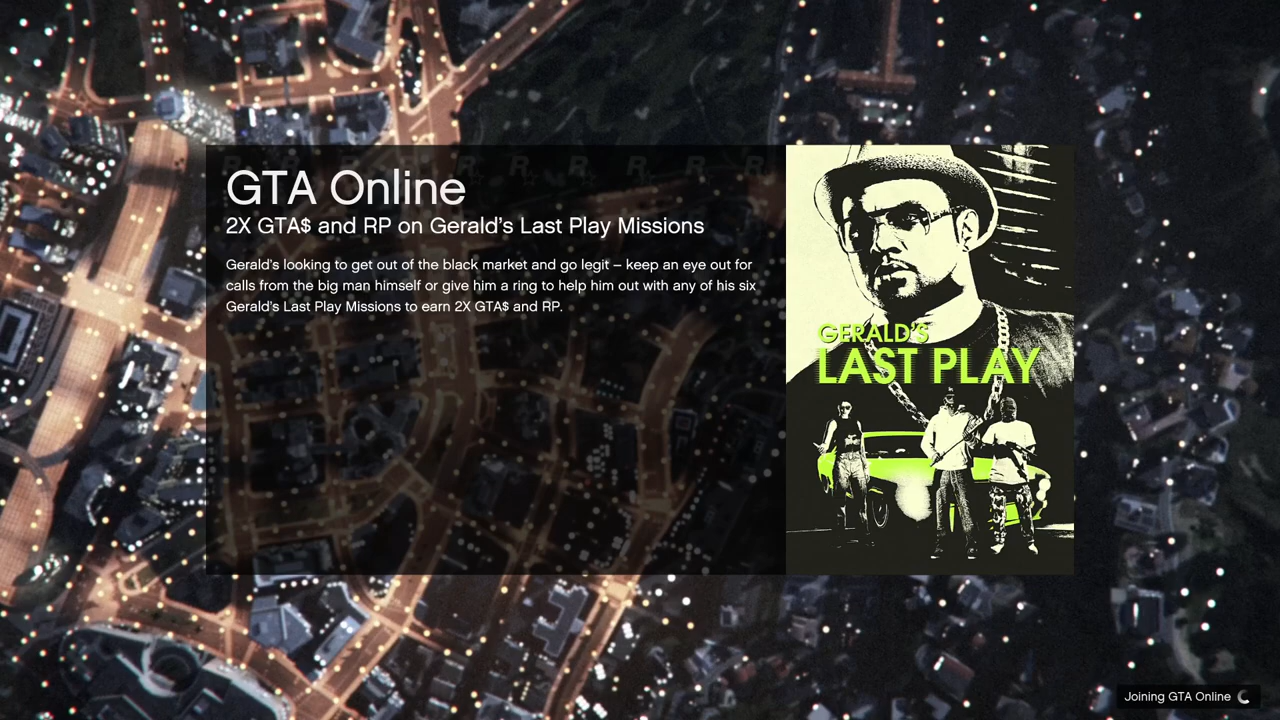 GTA Online
2X GTA$ and RP on Gerald's Last Play Missions
Gerald's looking to get out of the black market and go legit – keep an eye out for
calls from the big man himself or give him a ring to help him out with any of his six
Gerald's Last Play Missions to earn 2X GTA$ and RP.
GERALD'S
LAST PLAY
Joining GTA Online